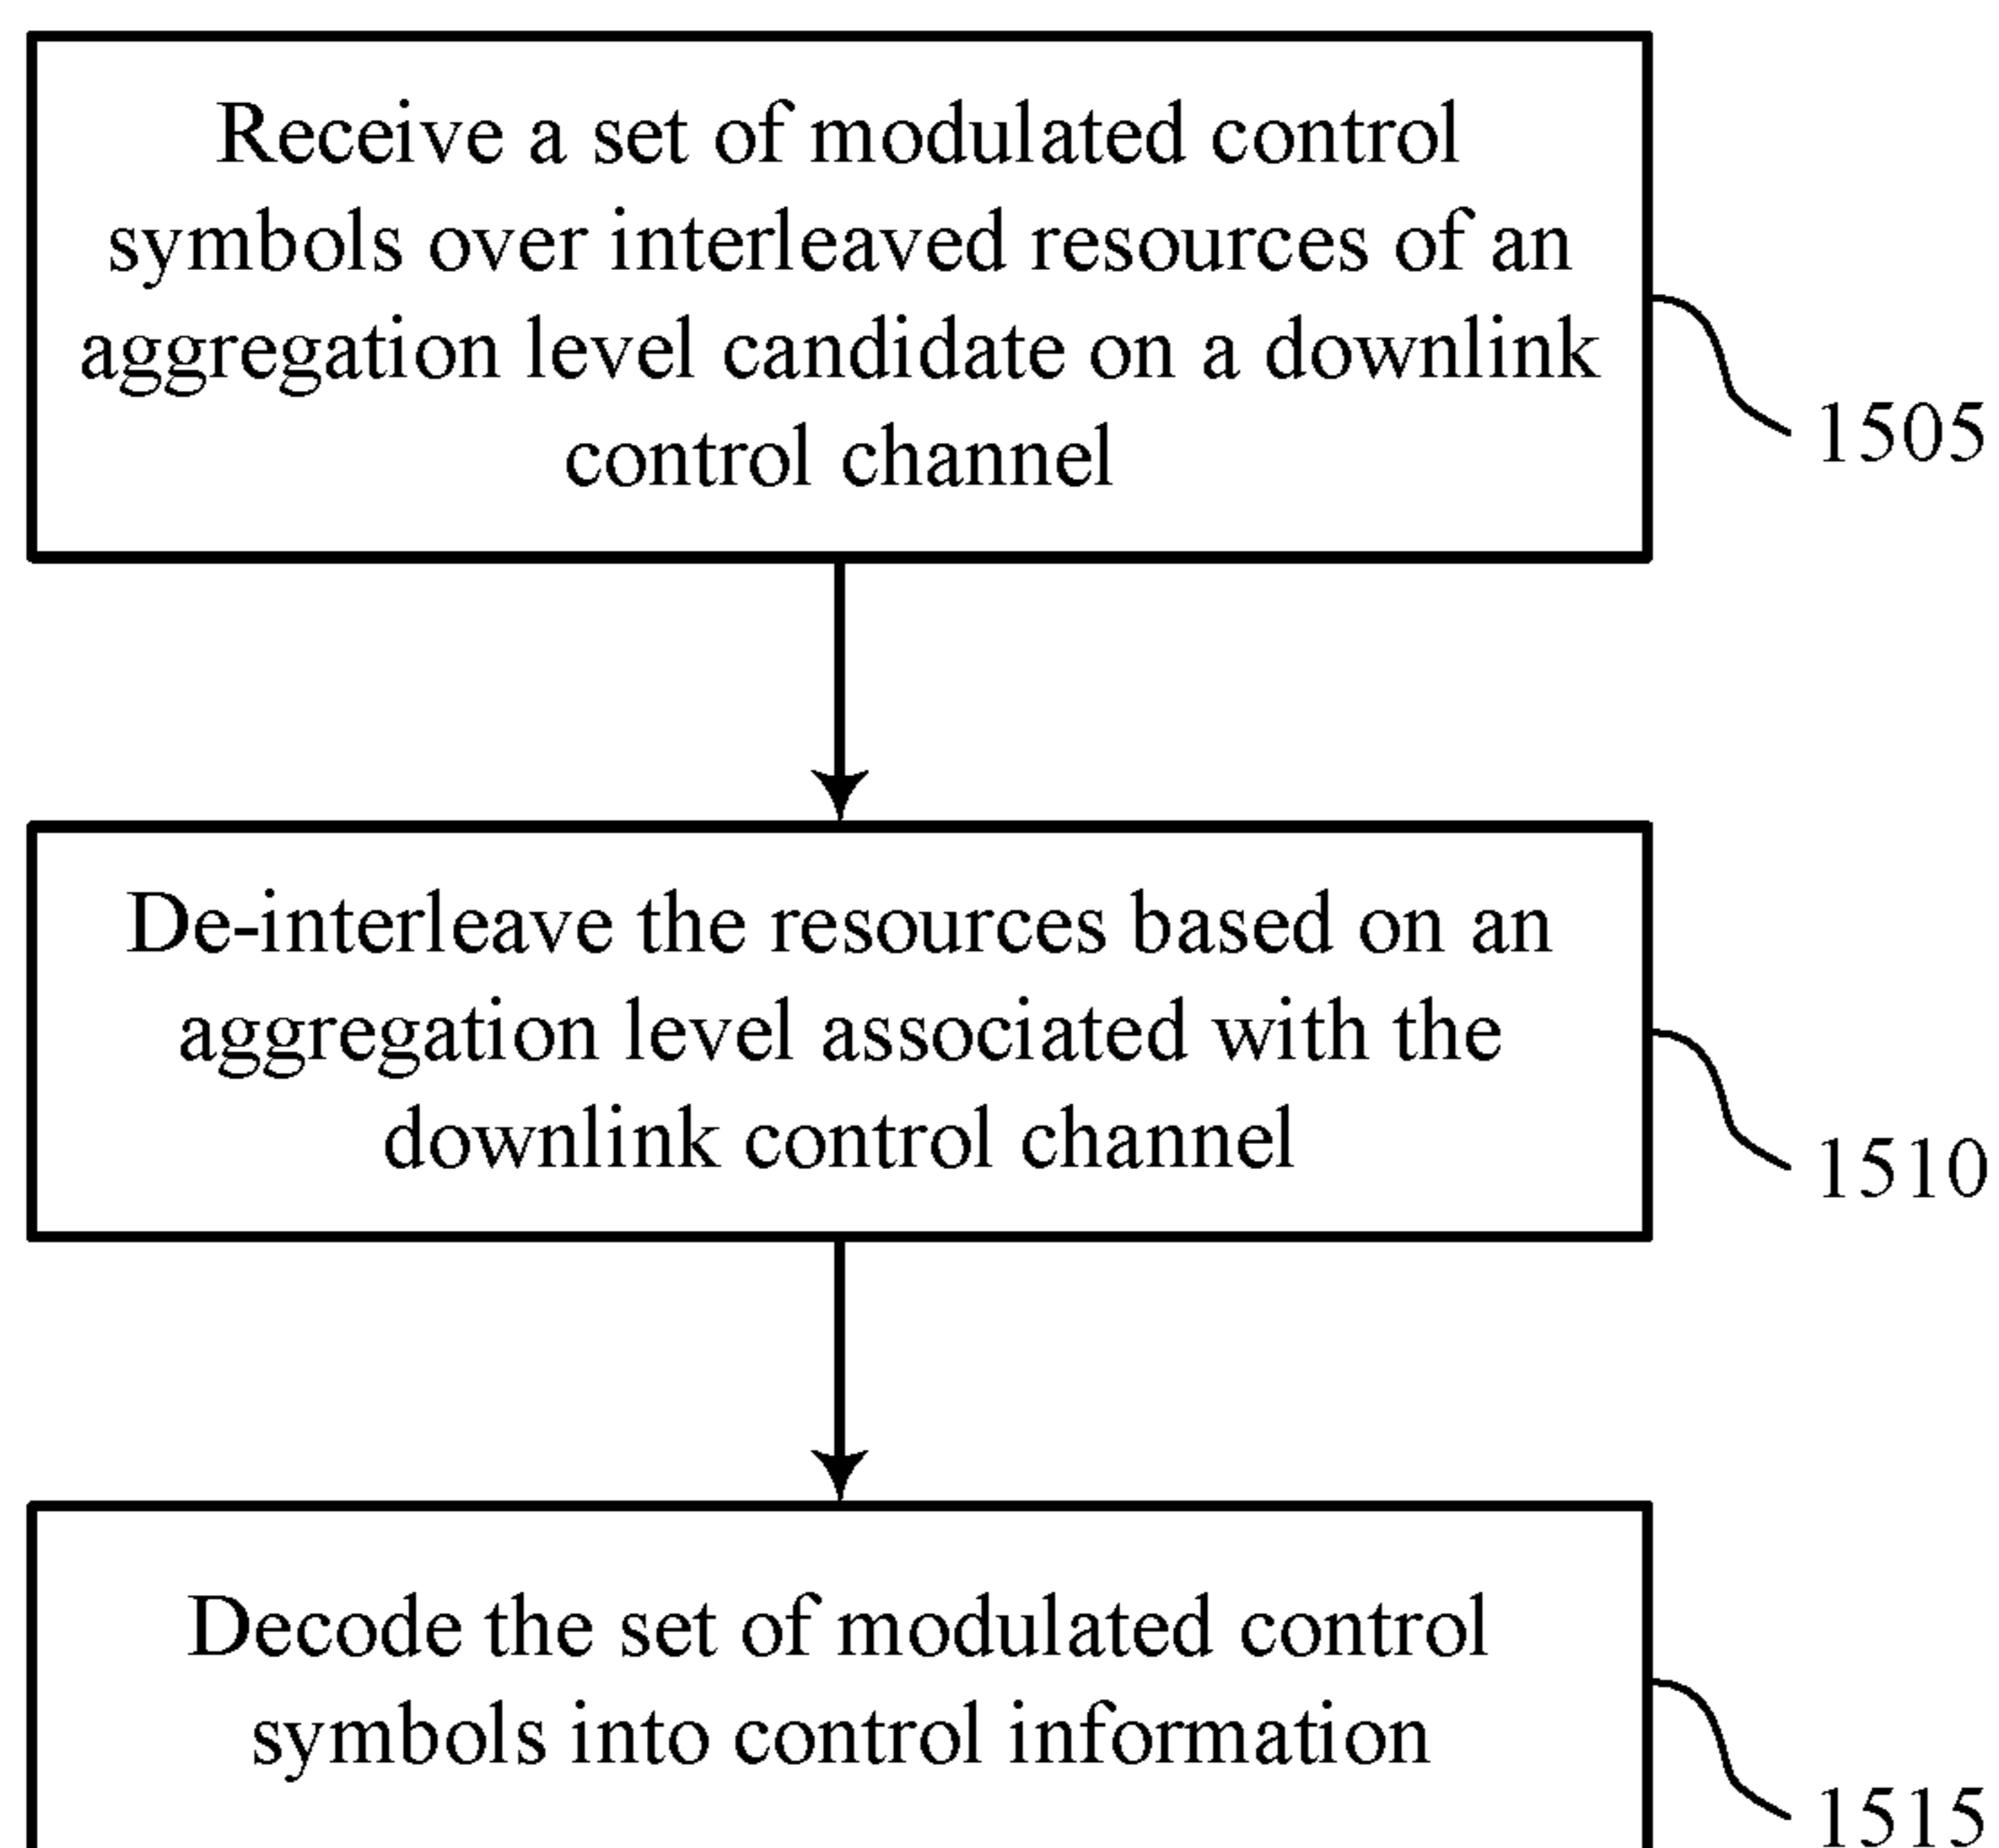 Receive a set of modulated control
symbols over interleaved resources of an
aggregation level candidate on a downlink
control channel
1505
De-interleave the resources based on an
aggregation level associated with the
downlink control channel
1510
Decode the set of modulated control
symbols into control information
1515